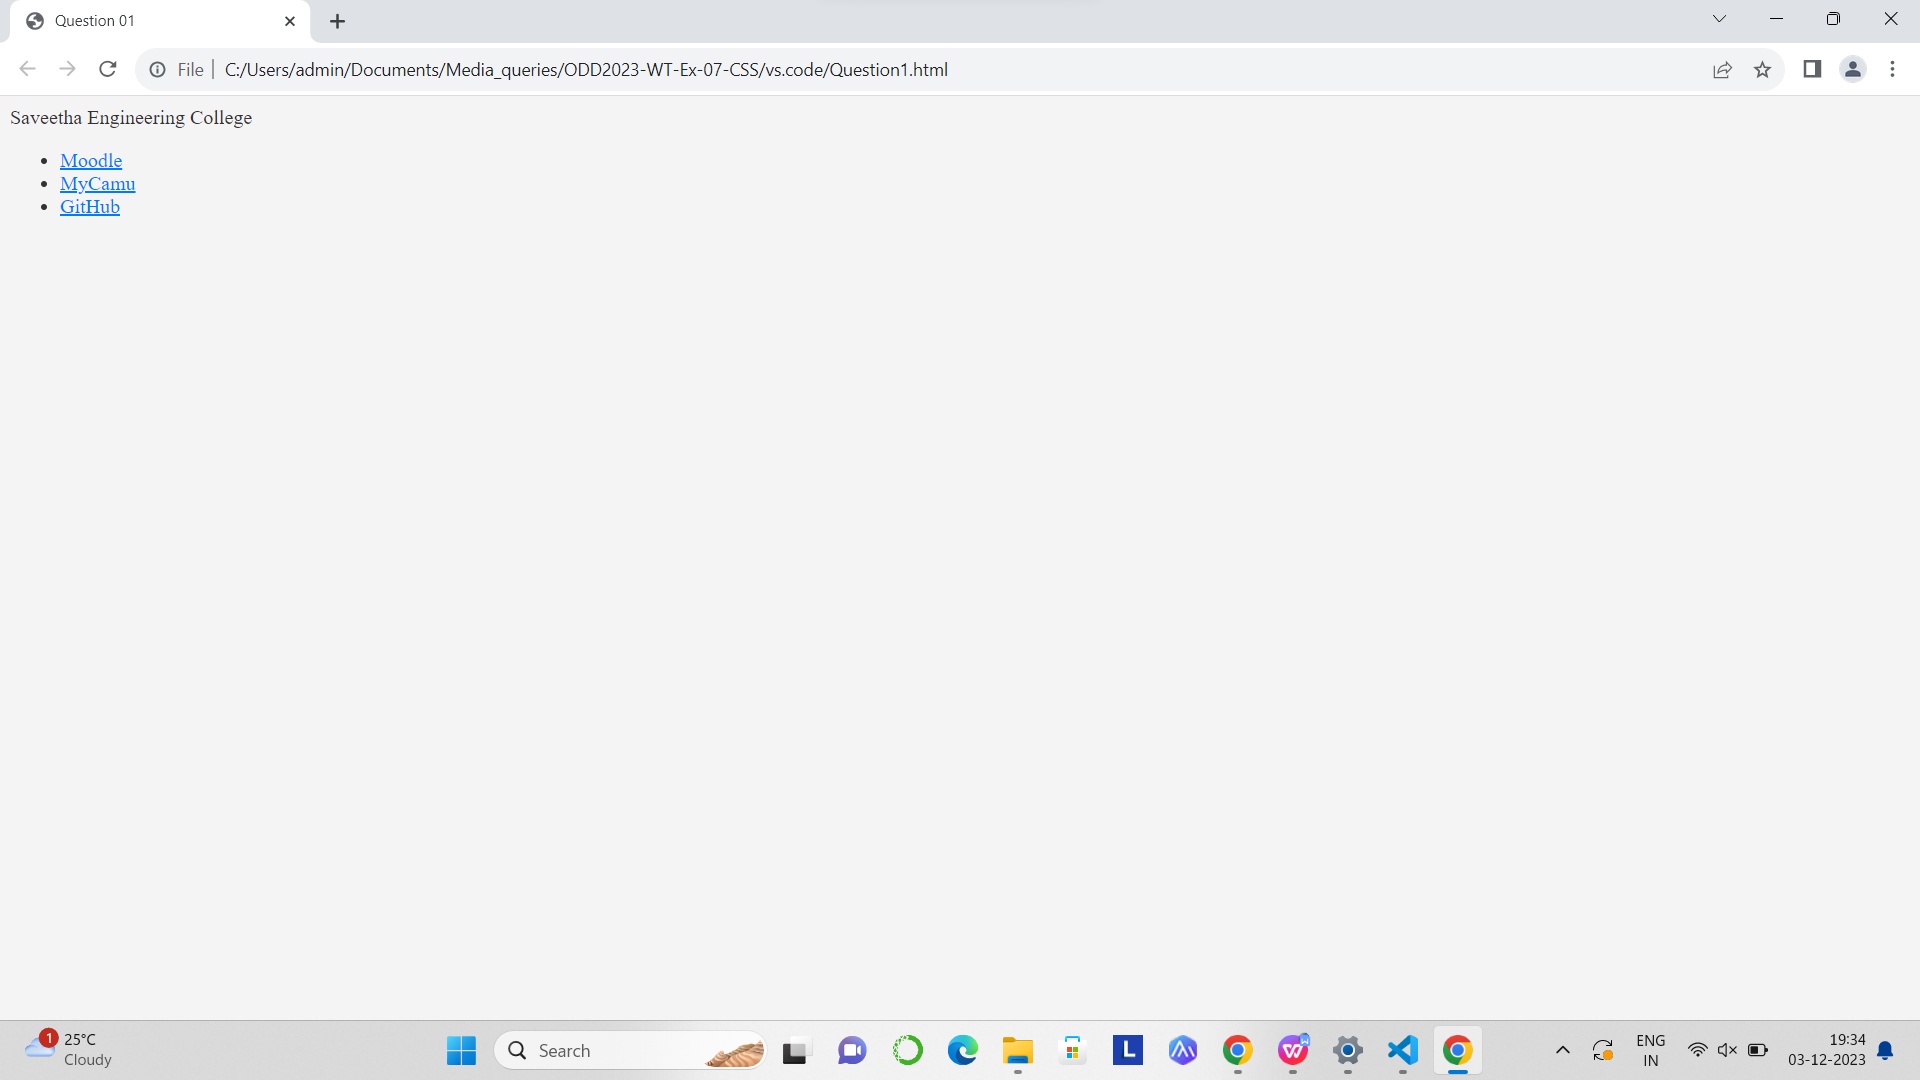 Question 01
File
C:/Users/admin/Documents/Media_queries/ODD2023-WT-Ex-07-CSS/vs.code/Question1.html
Saveetha Engineering College
Moodle
MyCamu
GitHub
1
25°C
Cloudy
Search
L
ENG
IN
19:34
03-12-2023